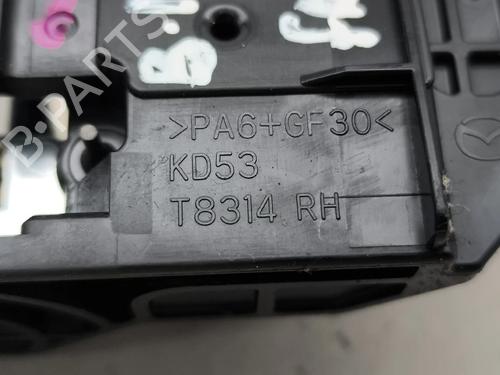 >PA6+GF30<
KD53
T8314 RH
B-PARTS